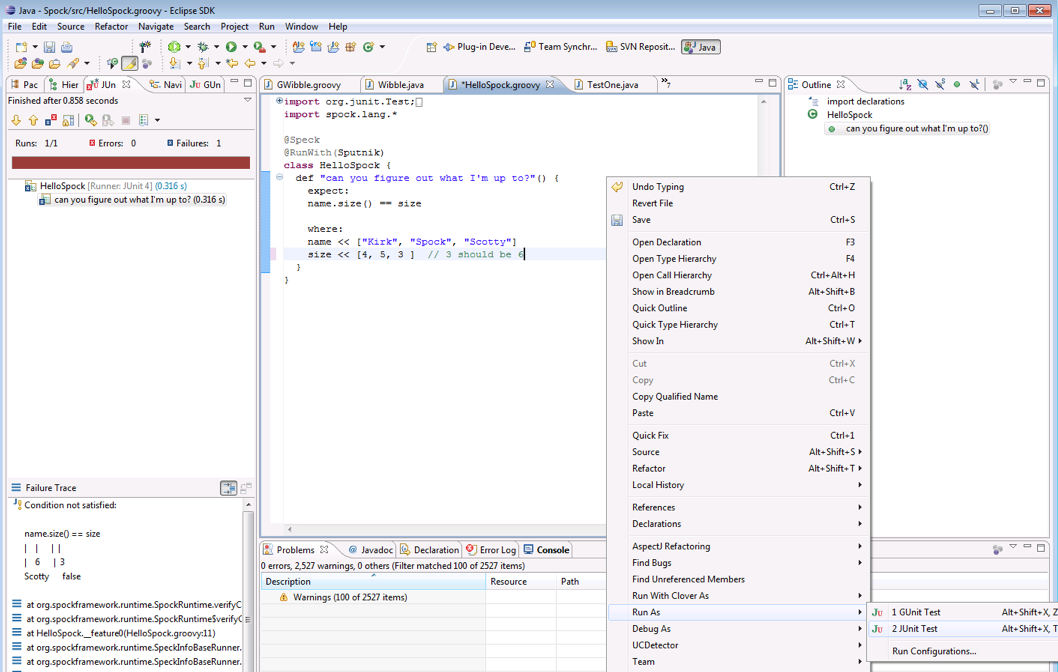 Java - Spock/src/HelloSpock.groovy - Eclipse SDK
File Edit Source Refactor Navigate Search Project Run Window Help
Plug-in Deve... Team Synchr... SVN Reposit... Java
Pac Hier JUn Navi GUn
Finished after 0.858 seconds
Runs: 1/1 Errors: 0 Failures: 1
HelloSpock [Runner: JUnit 4] (0.316 s)
can you figure out what I'm up to? (0.316 s)
Failure Trace
Condition not satisfied:
name.size() == size
| | | |
| 6 | 3
Scotty false
at org.spockframework.runtime.SpockRuntime.verifyC
at org.spockframework.runtime.SpockRuntime$verifyC
at HelloSpock.__feature0(HelloSpock.groovy:11)
at org.spockframework.runtime.SpeckInfoBaseRunner.
at org.spockframework.runtime.SpeckInfoBaseRunner.
GWibble.groovy Wibble.java *HelloSpock.groovy TestOne.java »7
import org.junit.Test;
import spock.lang.*
@Speck
@RunWith(Sputnik)
class HelloSpock {
def "can you figure out what I'm up to?"() {
expect:
name.size() == size
where:
name << ["Kirk", "Spock", "Scotty"]
size << [4, 5, 3 ] // 3 should be 6
}
}
Outline
import declarations
HelloSpock
can you figure out what I'm up to?()
Undo Typing Ctrl+Z
Revert File
Save Ctrl+S
Open Declaration F3
Open Type Hierarchy F4
Open Call Hierarchy Ctrl+Alt+H
Show in Breadcrumb Alt+Shift+B
Quick Outline Ctrl+O
Quick Type Hierarchy Ctrl+T
Show In Alt+Shift+W
Cut Ctrl+X
Copy Ctrl+C
Copy Qualified Name
Paste Ctrl+V
Quick Fix Ctrl+1
Source Alt+Shift+S
Refactor Alt+Shift+T
Local History
References
Declarations
AspectJ Refactoring
Find Bugs
Find Unreferenced Members
Run With Clover As
Run As
Debug As
UCDetector
Team
1 GUnit Test Alt+Shift+X, Z
2 JUnit Test Alt+Shift+X, T
Run Configurations...
Problems Javadoc Declaration Error Log Console
0 errors, 2,527 warnings, 0 others (Filter matched 100 of 2527 items)
Description Resource Path
Warnings (100 of 2527 items)